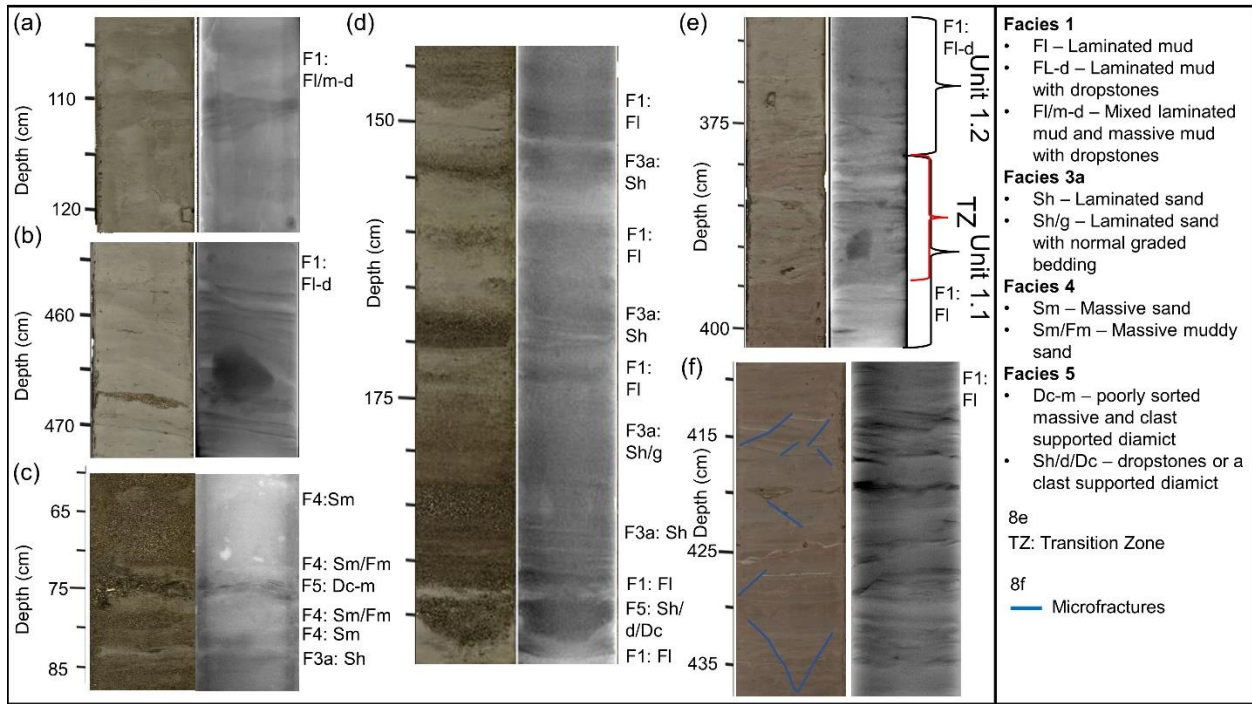 (a)
Depth (cm)
110
120
F1:
Fl/m-d
(b)
Depth (cm)
460
470
F1:
Fl-d
(c)
Depth (cm)
65
75
85
F4:Sm
F4: Sm/Fm
F5: Dc-m
F4: Sm/Fm
F4: Sm
F3a: Sh
(d)
Depth (cm)
150
175
F1:
Fl
F3a:
Sh
F1:
Fl
F3a:
Sh
F1:
Fl
F3a:
Sh/g
F3a: Sh
F1: Fl
F5: Sh/
d/Dc
F1: Fl
(e)
Depth (cm)
375
400
F1:
Fl-d
Unit 1.2
TZ
Unit 1.1
F1:
Fl
(f)
Depth (cm)
415
425
435
F1:
Fl
Facies 1
• Fl – Laminated mud
• FL-d – Laminated mud
with dropstones
• Fl/m-d – Mixed laminated
mud and massive mud
with dropstones
Facies 3a
• Sh – Laminated sand
• Sh/g – Laminated sand
with normal graded
bedding
Facies 4
• Sm – Massive sand
• Sm/Fm – Massive muddy
sand
Facies 5
• Dc-m – poorly sorted
massive and clast
supported diamict
• Sh/d/Dc – dropstones or a
clast supported diamict
8e
TZ: Transition Zone
8f
Microfractures